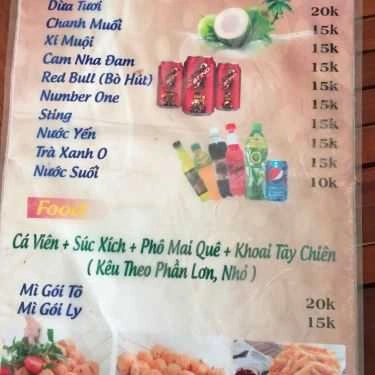 Dừa Tươi 20k
Chanh Muối 15k
Xí Muội 15k
Cam Nha Đam 15k
Red Bull (Bò Hút) 15k
Number One 15k
Sting 15k
Nước Yến 15k
Trà Xanh O 15k
Nước Suối 10k
Food
Cá Viên + Súc Xích + Phô Mai Quê + Khoai Tây Chiên
( Kêu Theo Phần Lớn, Nhỏ )
Mì Gói Tô 20k
Mì Gói Ly 15k